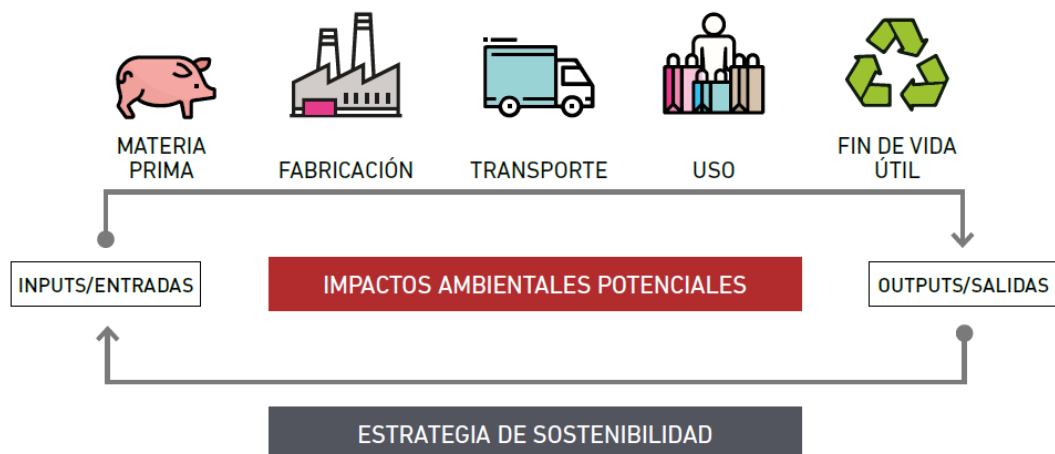 MATERIA
PRIMA
FABRICACIÓN
TRANSPORTE
USO
FIN DE VIDA
ÚTIL
INPUTS/ENTRADAS
IMPACTOS AMBIENTALES POTENCIALES
OUTPUTS/SALIDAS
ESTRATEGIA DE SOSTENIBILIDAD